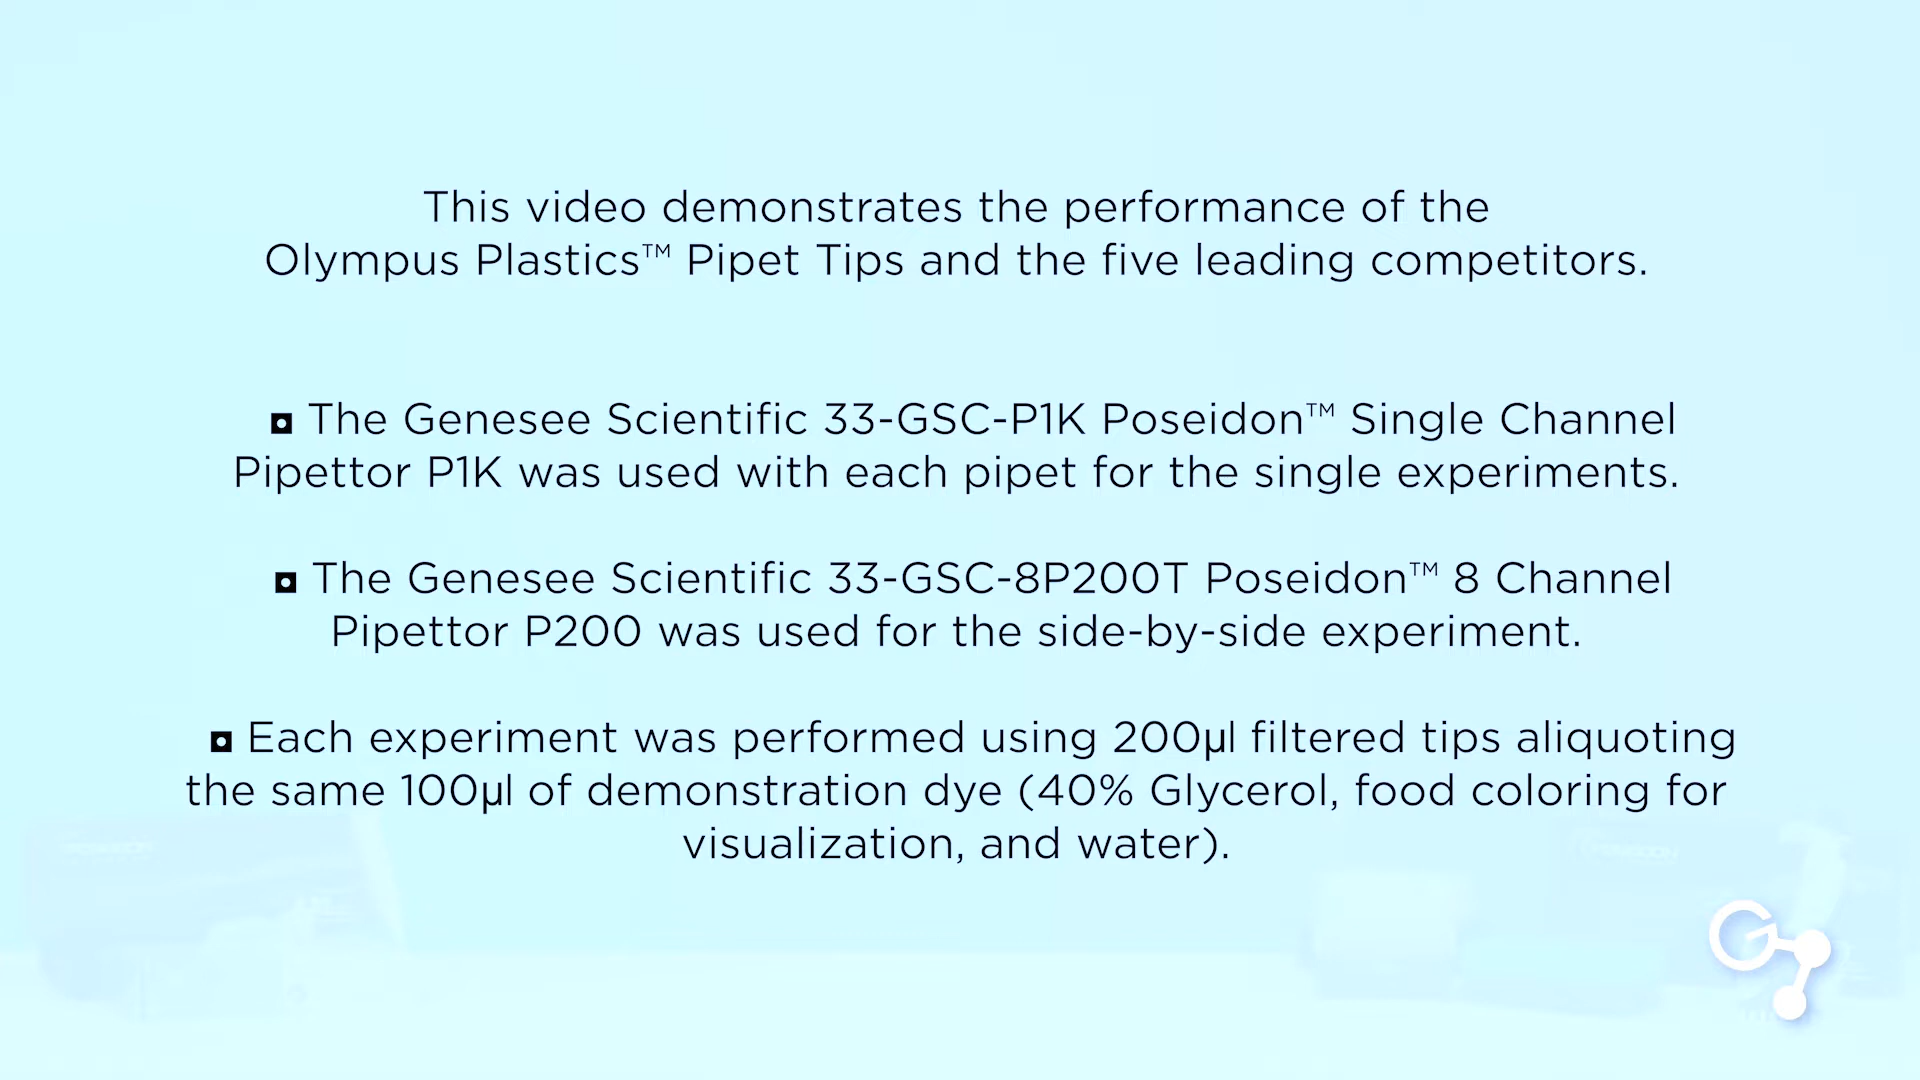 This video demonstrates the performance of the
Olympus Plastics™ Pipet Tips and the five leading competitors.
◘ The Genesee Scientific 33-GSC-P1K Poseidon™ Single Channel
Pipettor P1K was used with each pipet for the single experiments.
◘ The Genesee Scientific 33-GSC-8P200T Poseidon™ 8 Channel
Pipettor P200 was used for the side-by-side experiment.
◘ Each experiment was performed using 200µl filtered tips aliquoting
the same 100µl of demonstration dye (40% Glycerol, food coloring for
visualization, and water).